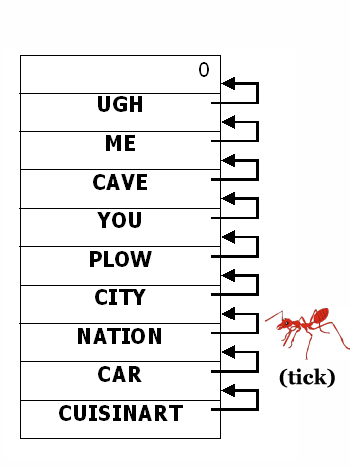 0
UGH
ME
CAVE
YOU
PLOW
CITY
NATION
CAR
CUISINART
(tick)